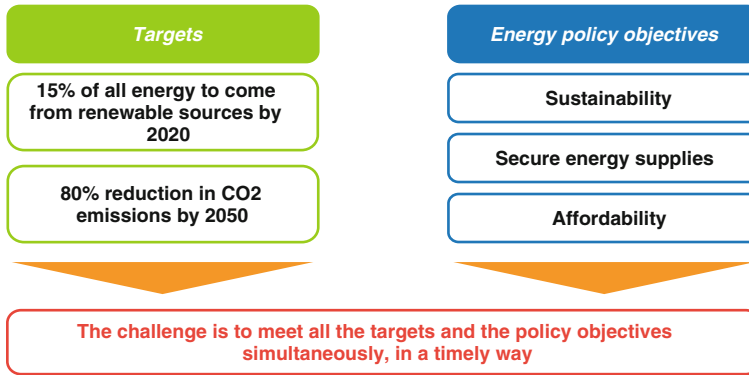 Targets
15% of all energy to come
from renewable sources by
2020
80% reduction in CO2
emissions by 2050
Energy policy objectives
Sustainability
Secure energy supplies
Affordability
The challenge is to meet all the targets and the policy objectives
simultaneously, in a timely way